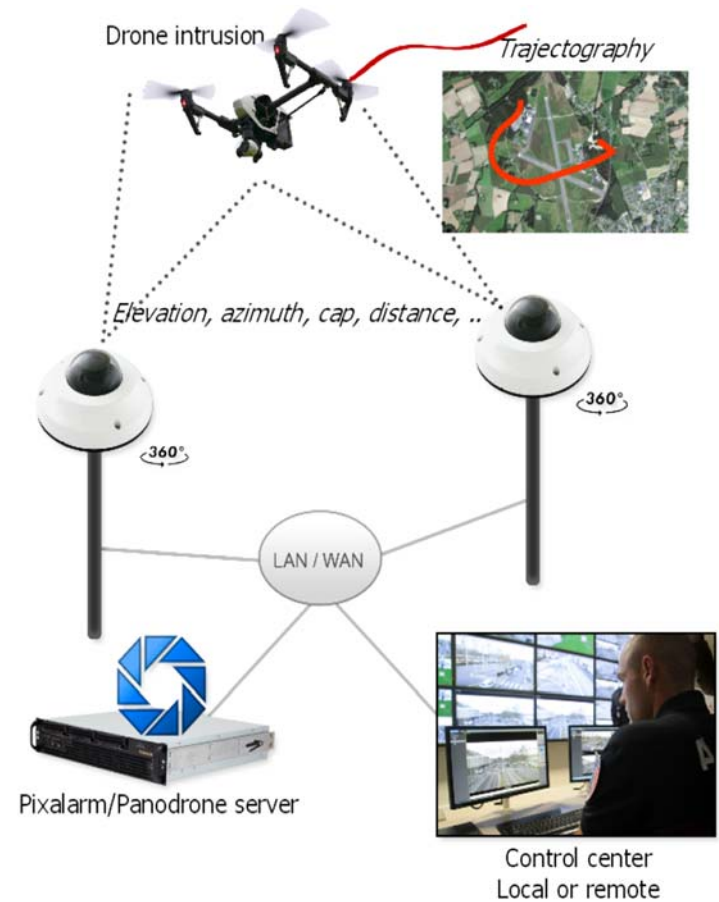 Drone intrusion
Trajectography
Elevation, azimuth, cap, distance, ..
360°
360°
LAN / WAN
Pixalarm/Panodrone server
Control center
Local or remote